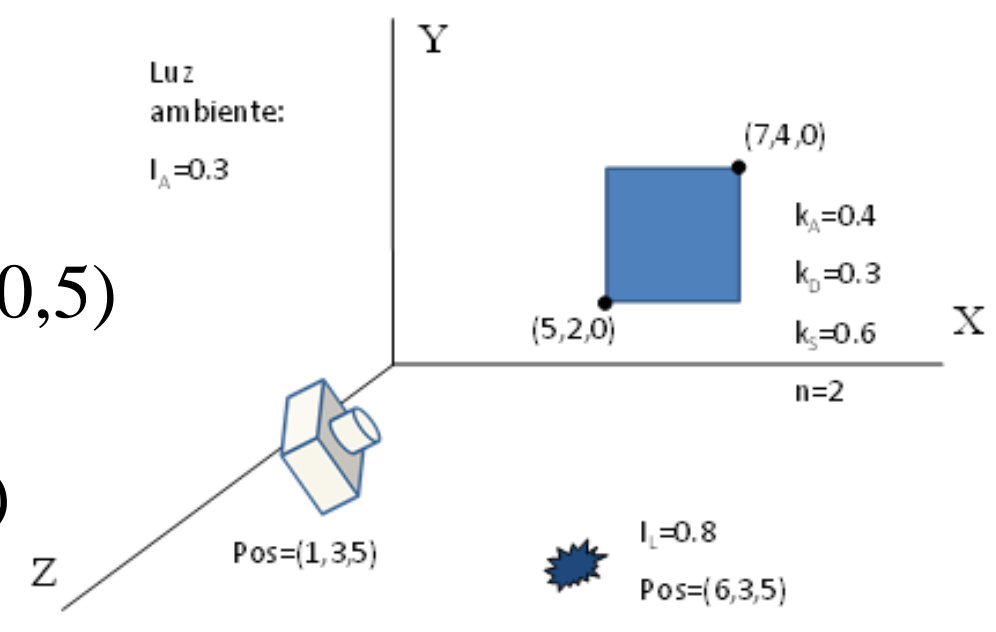 Y
Luz
ambiente:
I_A=0.3
(7,4,0)
k_A=0.4
k_D=0.3
0,5)
(5,2,0)
k_S=0.6
X
n=2
)
I_L=0.8
Pos=(1,3,5)
Z
Pos=(6,3,5)